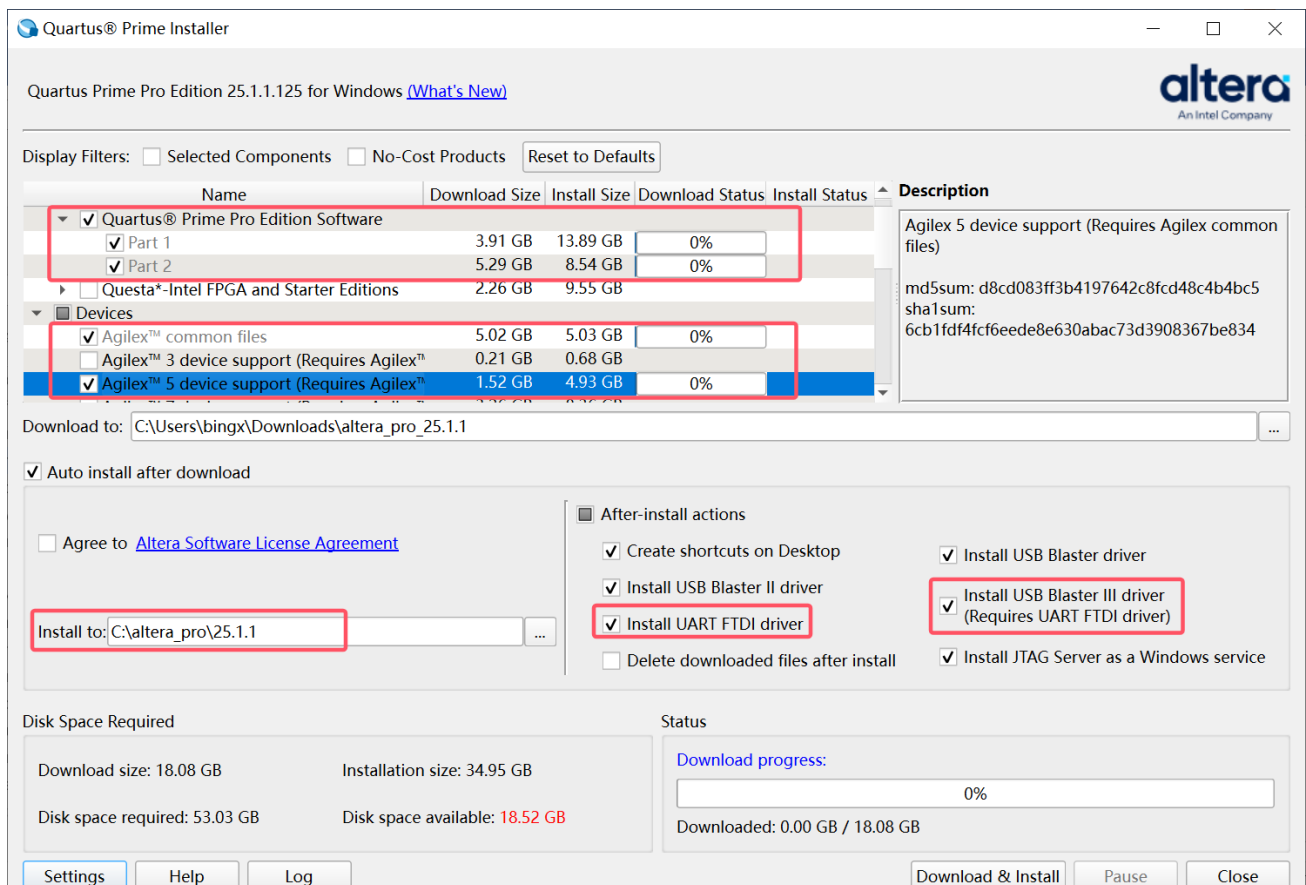 Quartus® Prime Installer
Quartus Prime Pro Edition 25.1.1.125 for Windows (What's New)
altera
An Intel Company
Display Filters: Selected Components No-Cost Products Reset to Defaults
Name Download Size Install Size Download Status Install Status
Quartus® Prime Pro Edition Software
Part 1 3.91 GB 13.89 GB 0%
Part 2 5.29 GB 8.54 GB 0%
Questa*-Intel FPGA and Starter Editions 2.26 GB 9.55 GB
Devices
Agilex™ common files 5.02 GB 5.03 GB 0%
Agilex™ 3 device support (Requires Agilex™ 0.21 GB 0.68 GB
Agilex™ 5 device support (Requires Agilex™ 1.52 GB 4.93 GB 0%
Description
Agilex 5 device support (Requires Agilex common
files)
md5sum: d8cd083ff3b4197642c8fcd48c4b4bc5
sha1sum:
6cb1fdf4fcf6eede8e630abac73d3908367be834
Download to: C:\Users\bingx\Downloads\altera_pro_25.1.1 ...
Auto install after download
Agree to Altera Software License Agreement
Install to: C:\altera_pro\25.1.1 ...
After-install actions
Create shortcuts on Desktop
Install USB Blaster driver
Install USB Blaster II driver
Install USB Blaster III driver
(Requires UART FTDI driver)
Install UART FTDI driver
Delete downloaded files after install
Install JTAG Server as a Windows service
Disk Space Required
Download size: 18.08 GB Installation size: 34.95 GB
Disk space required: 53.03 GB Disk space available: 18.52 GB
Status
Download progress:
0%
Downloaded: 0.00 GB / 18.08 GB
Settings Help Log Download & Install Pause Close